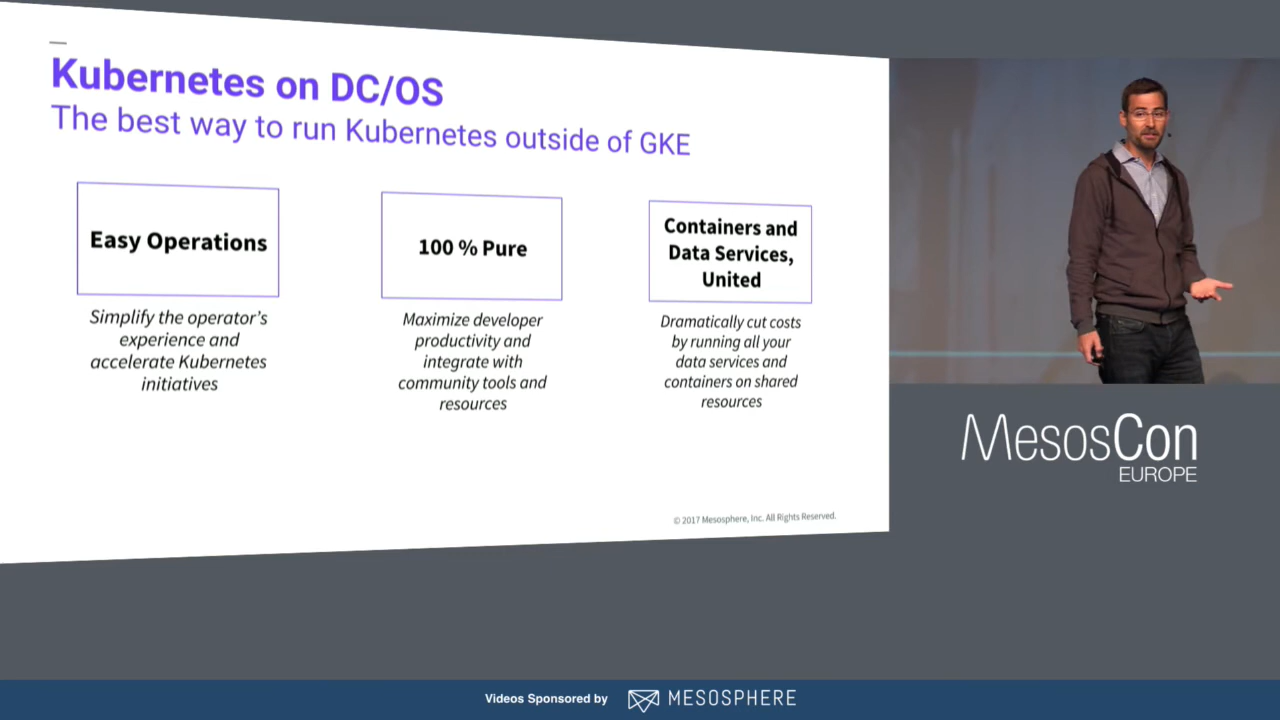 Kubernetes on DC/OS
The best way to run Kubernetes outside of GKE
Easy Operations
Simplify the operator's
experience and
accelerate Kubernetes
initiatives
100 % Pure
Maximize developer
productivity and
integrate with
community tools and
resources
Containers and
Data Services,
United
Dramatically cut costs
by running all your
data services and
containers on shared
resources
© 2017 Mesosphere, Inc. All Rights Reserved.
MesosCon
EUROPE
Videos Sponsored by
MESOSPHERE